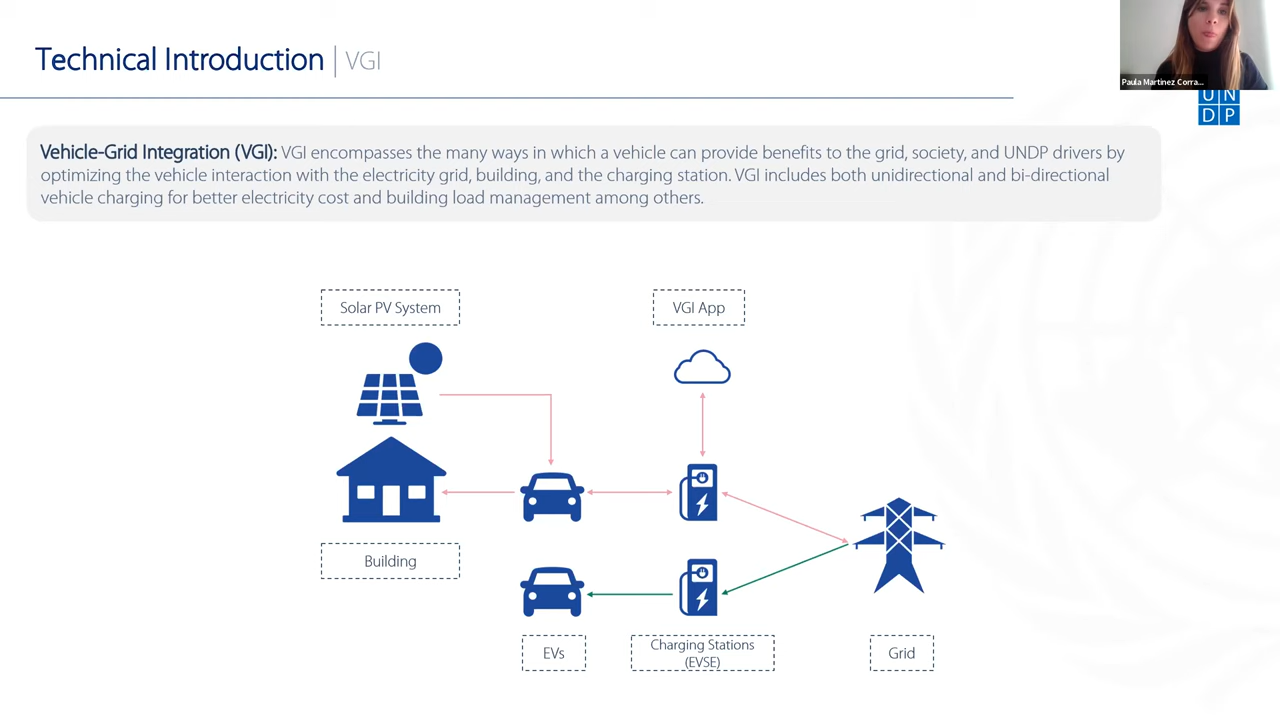 Technical Introduction | VGI
Paula Martinez Corra...
UN
DP
Vehicle-Grid Integration (VGI): VGI encompasses the many ways in which a vehicle can provide benefits to the grid, society, and UNDP drivers by
optimizing the vehicle interaction with the electricity grid, building, and the charging station. VGI includes both unidirectional and bi-directional
vehicle charging for better electricity cost and building load management among others.
Solar PV System
VGI App
Building
EVs
Charging Stations
(EVSE)
Grid